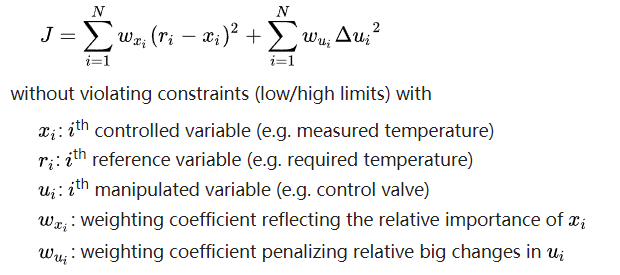 J = \sum_{i=1}^{N} w_{x_i} (r_i − x_i)^2 + \sum_{i=1}^{N} w_{u_i} Δu_i^2
without violating constraints (low/high limits) with
x_i: i^th controlled variable (e.g. measured temperature)
r_i: i^th reference variable (e.g. required temperature)
u_i: i^th manipulated variable (e.g. control valve)
w_{x_i}: weighting coefficient reflecting the relative importance of x_i
w_{u_i}: weighting coefficient penalizing relative big changes in u_i